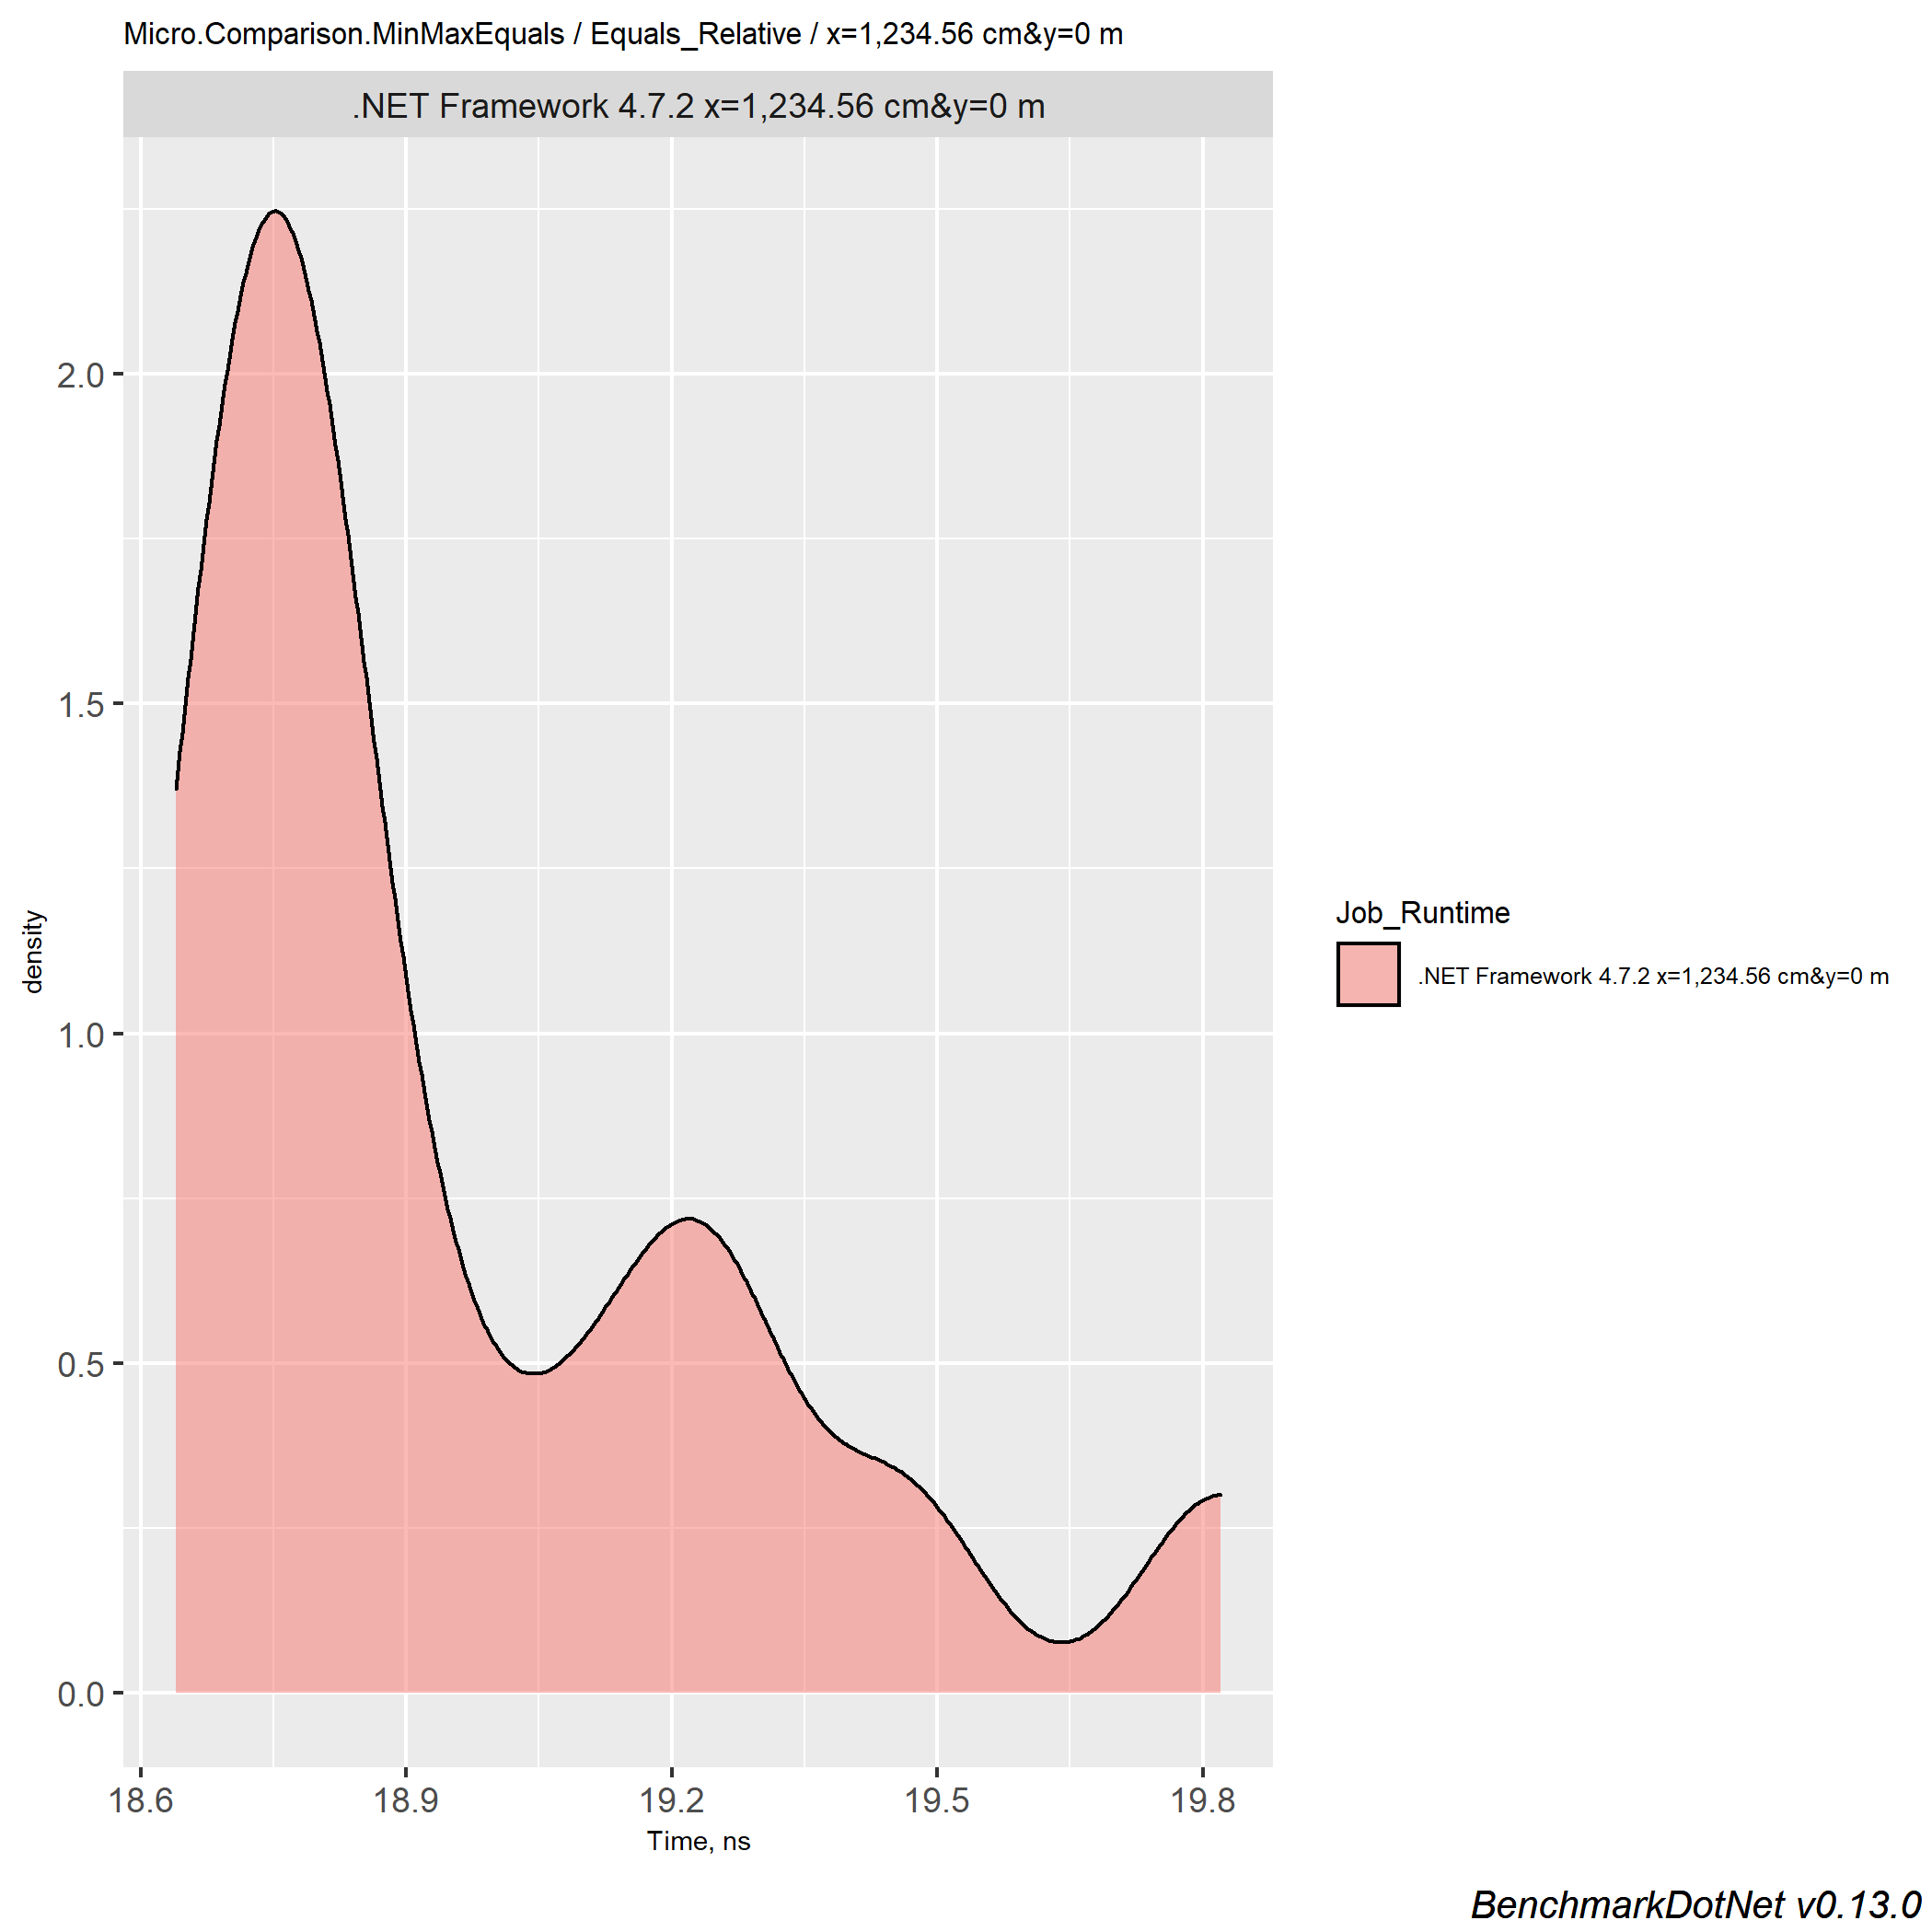 Micro.Comparison.MinMaxEquals / Equals_Relative / x=1,234.56 cm&y=0 m
.NET Framework 4.7.2 x=1,234.56 cm&y=0 m
2.0
1.5
1.0
0.5
0.0
density
18.6 18.9 19.2 19.5 19.8
Time, ns
Job_Runtime
.NET Framework 4.7.2 x=1,234.56 cm&y=0 m
BenchmarkDotNet v0.13.0